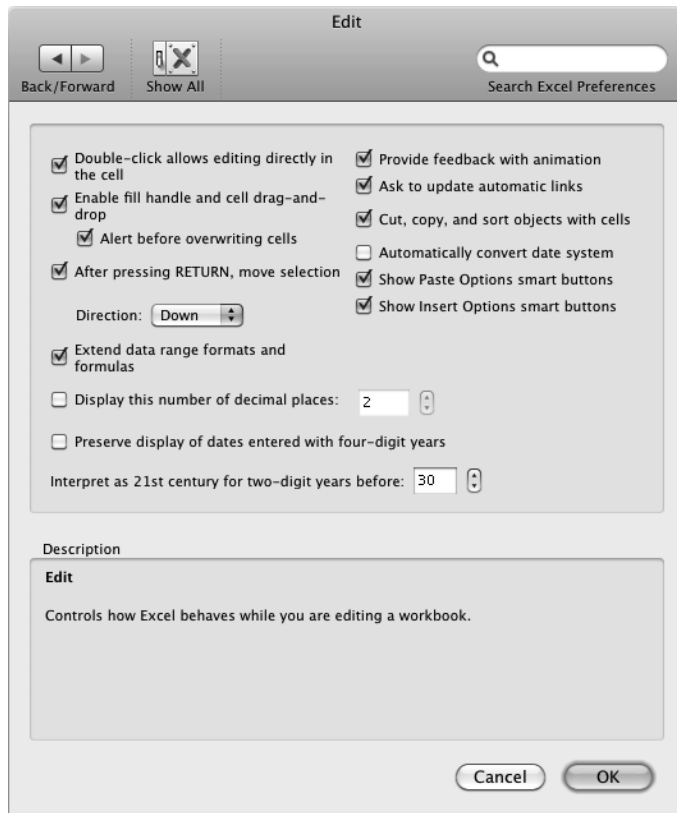 Edit
Back/Forward
Show All
Search Excel Preferences
Double-click allows editing directly in
the cell
Enable fill handle and cell drag-and-
drop
Alert before overwriting cells
After pressing RETURN, move selection
Direction: Down
Extend data range formats and
formulas
Provide feedback with animation
Ask to update automatic links
Cut, copy, and sort objects with cells
Automatically convert date system
Show Paste Options smart buttons
Show Insert Options smart buttons
Display this number of decimal places: 2
Preserve display of dates entered with four-digit years
Interpret as 21st century for two-digit years before: 30
Description
Edit
Controls how Excel behaves while you are editing a workbook.
Cancel
OK